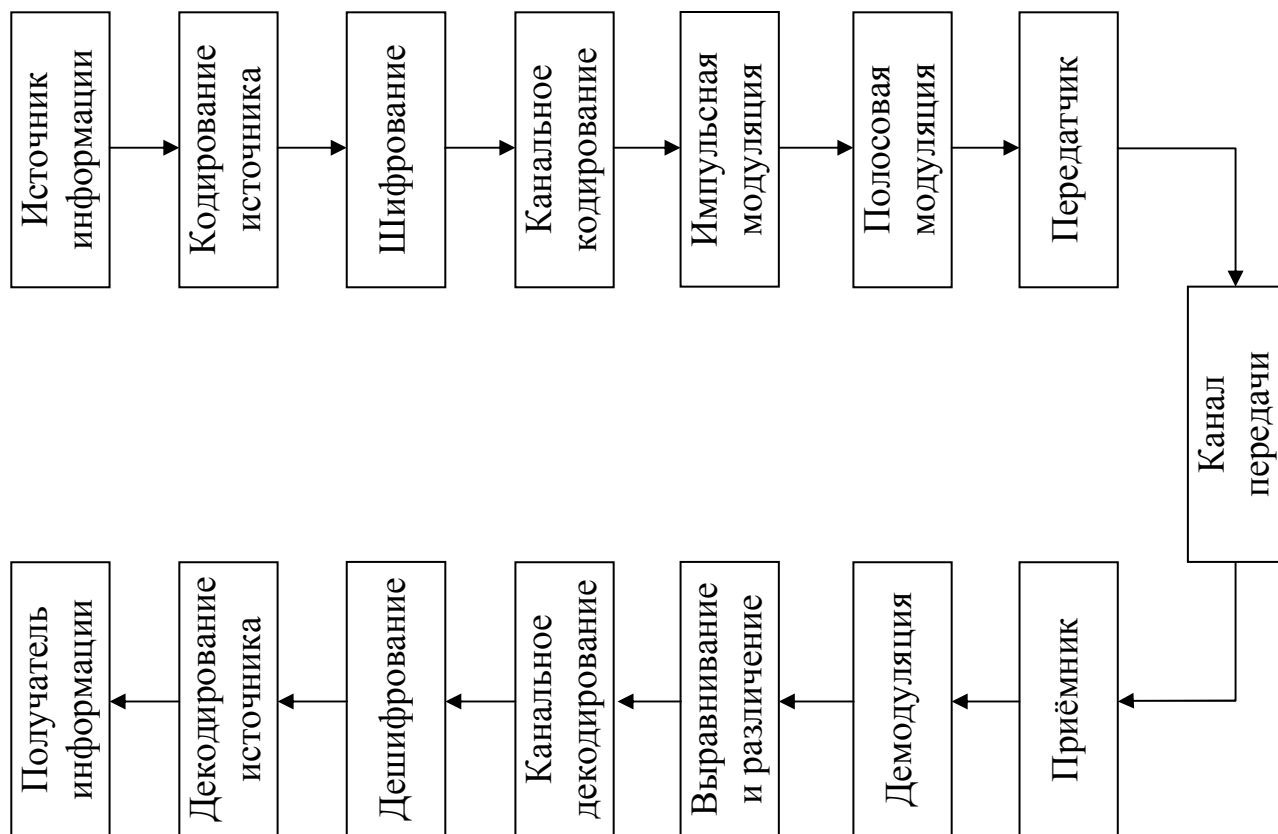 Источник
информации
Кодирование
источника
Шифрование
Канальное
кодирование
Импульсная
модуляция
Полосовая
модуляция
Передатчик
Канал
передачи
Приёмник
Демодуляция
Выравнивание
и различение
Канальное
декодирование
Дешифрование
Декодирование
источника
Получатель
информации